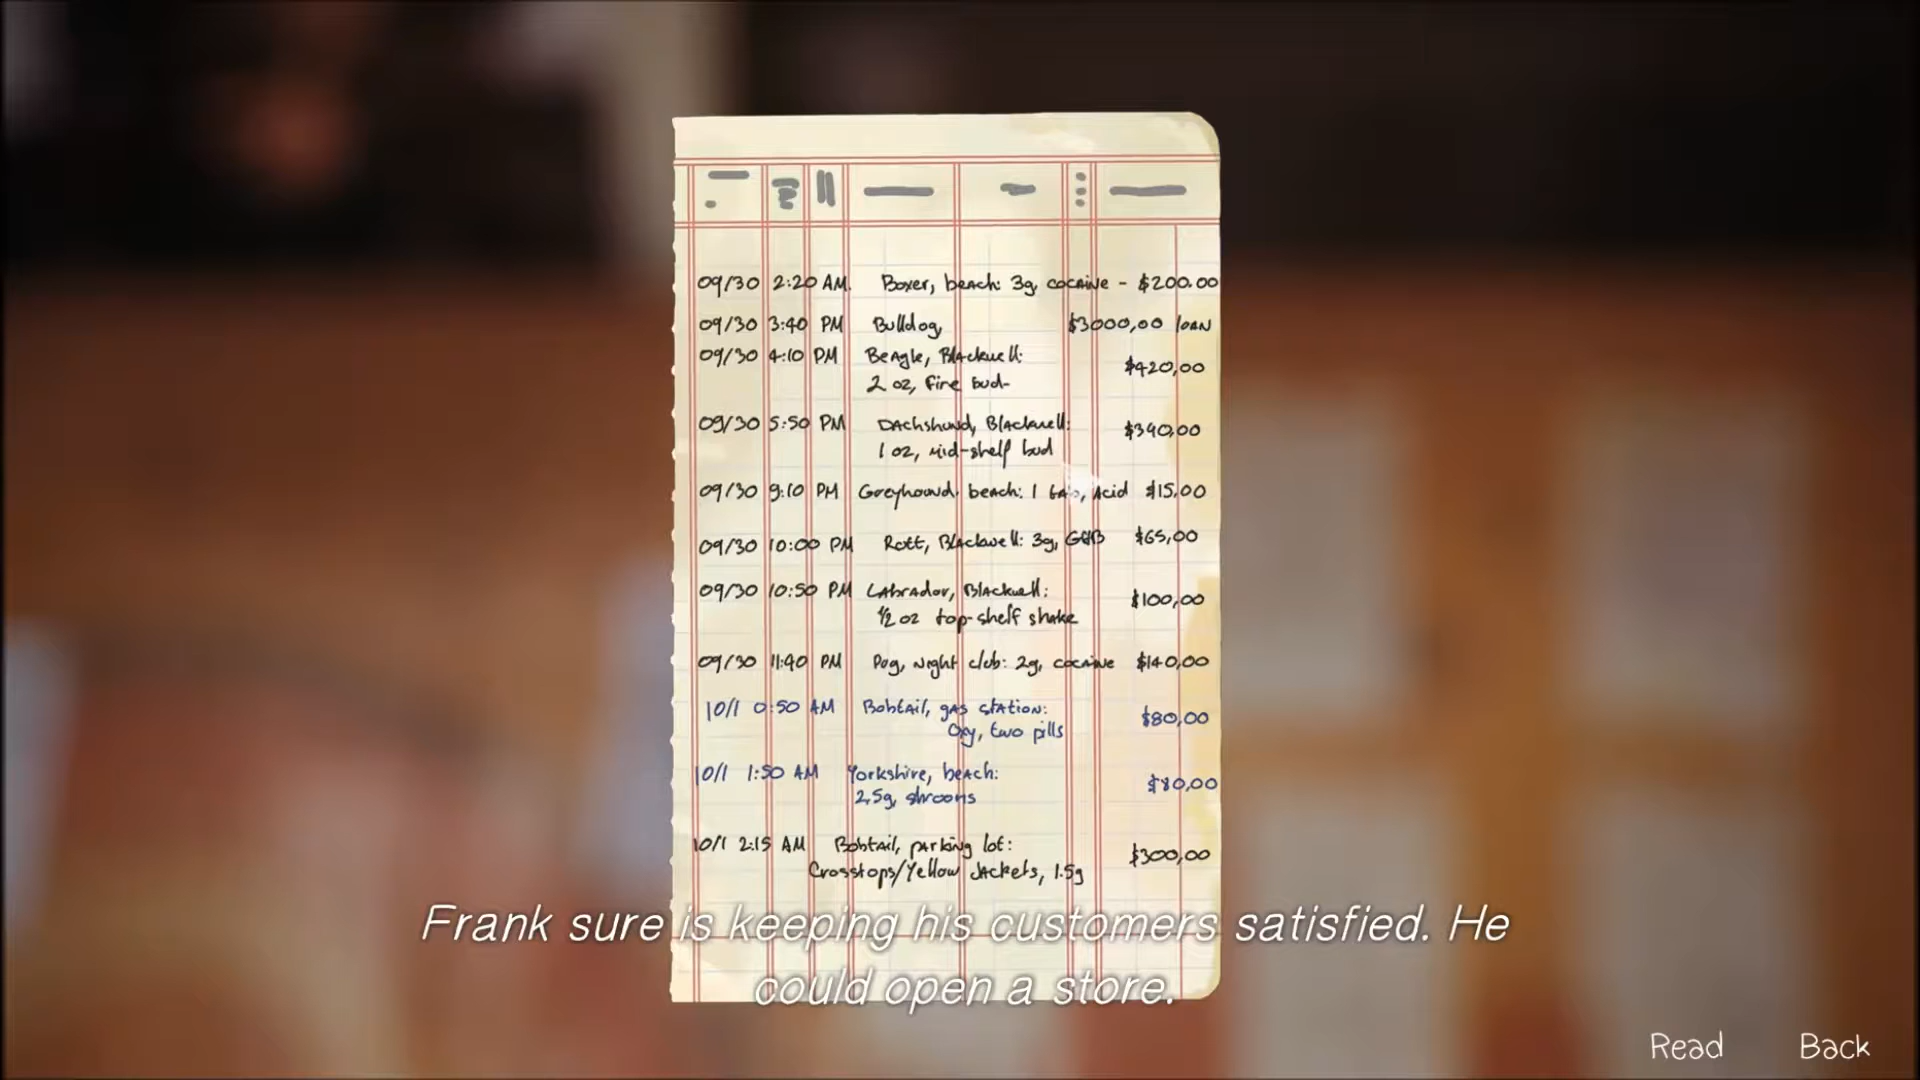 09/30 2:20 AM. Boxer, beach: 3g, cocaine - $200.00
09/30 3:40 PM Bulldog, $3000,00 loan
09/30 4:10 PM Beagle, Blackwell: $420,00
2 oz, fine bud-
09/30 5:50 PM Dachshund, Blackwell: $390,00
1 oz, mid-shelf bud
09/30 9:10 PM Greyhound, beach: 1 tab, Acid $15,00
09/30 10:00 PM Rott, Blackwell: 3g, GHB $65,00
09/30 10:50 PM Labrador, Blackwell: $100,00
1/2 oz top-shelf shake
09/30 11:40 PM Pug, night club: 2g, cocaine $140,00
10/1 0:50 AM Bobtail, gas station: $80,00
Oxy, two pills
10/1 1:50 AM Yorkshire, beach:
2,5g, shrooms
10/1 2:15 AM Bobtail, parking lot: $300,00
Crosstops/Yellow Jackets, 1.5g
Frank sure is keeping his customers satisfied. He
could open a store.
Read Back